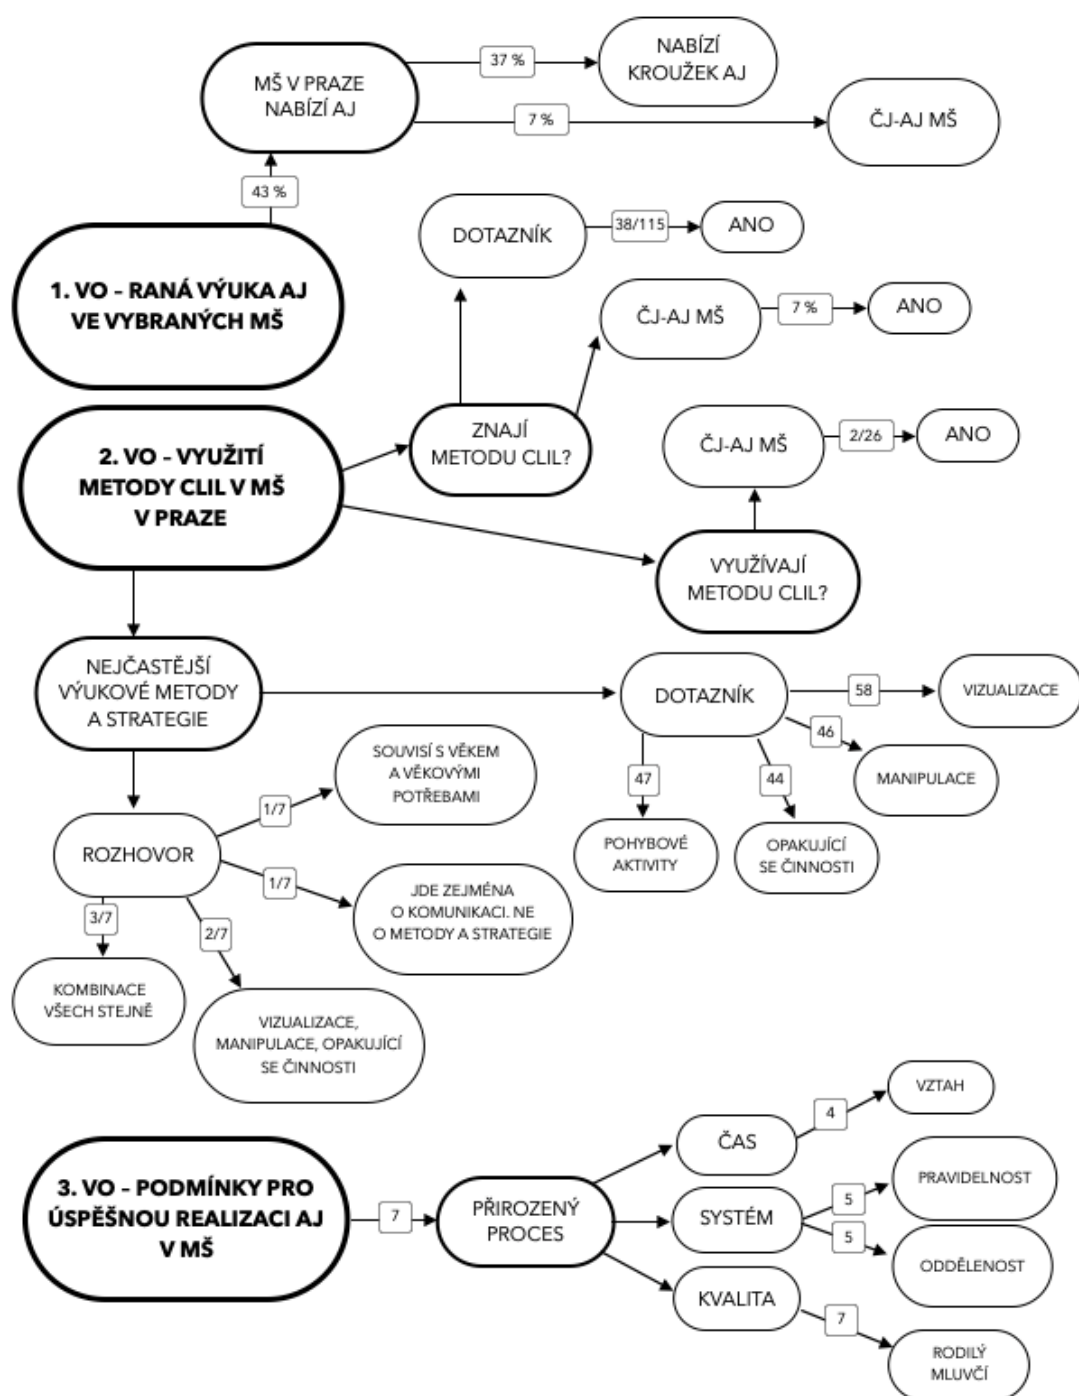 NABÍZÍ
KROUŽEK AJ
37 %
MŠ V PRAZE
NABÍZÍ AJ
7 %
ČJ-AJ MŠ
43 %
1. VO – RANÁ VÝUKA AJ
VE VYBRANÝCH MŠ
DOTAZNÍK
38/115
ANO
ČJ-AJ MŠ
7 %
ANO
ZNAJÍ
METODU CLIL?
2. VO – VYUŽITÍ
METODY CLIL V MŠ
V PRAZE
ČJ-AJ MŠ
2/26
ANO
VYUŽÍVAJÍ
METODU CLIL?
NEJČASTĚJŠÍ
VÝUKOVÉ METODY
A STRATEGIE
DOTAZNÍK
58
VIZUALIZACE
46
MANIPULACE
47
POHYBOVÉ
AKTIVITY
44
OPAKUJÍCÍ
SE ČINNOSTI
ROZHOVOR
1/7
SOUVISÍ S VĚKEM
A VĚKOVÝMI
POTŘEBAMI
1/7
JDE ZEJMÉNA
O KOMUNIKACI. NE
O METODY A STRATEGIE
3/7
KOMBINACE
VŠECH STEJNĚ
2/7
VIZUALIZACE,
MANIPULACE, OPAKUJÍCÍ
SE ČINNOSTI
3. VO – PODMÍNKY PRO
ÚSPĚŠNOU REALIZACI AJ
V MŠ
7
PŘIROZENÝ
PROCES
ČAS
4
VZTAH
SYSTÉM
5
PRAVIDELNOST
5
ODDĚLENOST
KVALITA
7
RODILÝ
MLUVČÍ